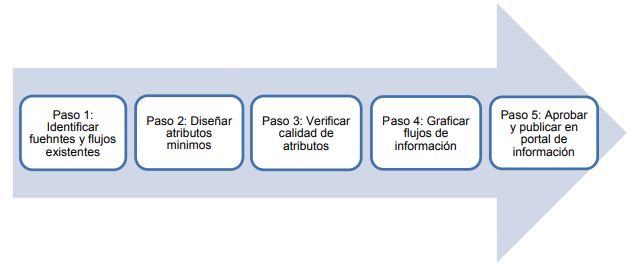 Paso 1:
Identificar
fuehntes y flujos
existentes
Paso 2: Diseñar
atributos
minimos
Paso 3: Verificar
calidad de
atributos
Paso 4: Graficar
flujos de
información
Paso 5: Aprobar
y publicar en
portal de
información